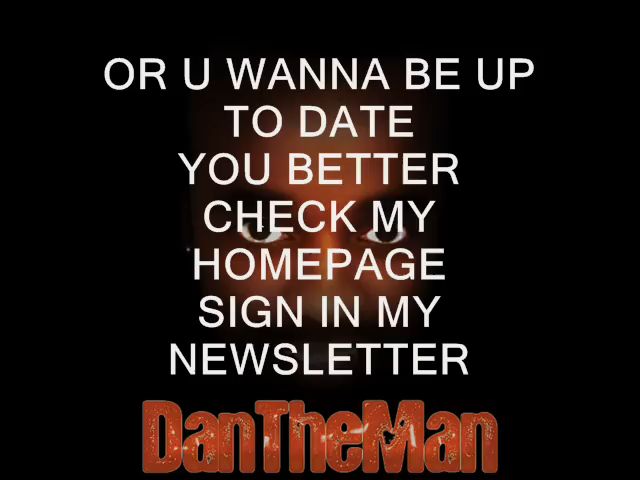 OR U WANNA BE UP
TO DATE
YOU BETTER
CHECK MY
HOMEPAGE
SIGN IN MY
NEWSLETTER
DanTheMan